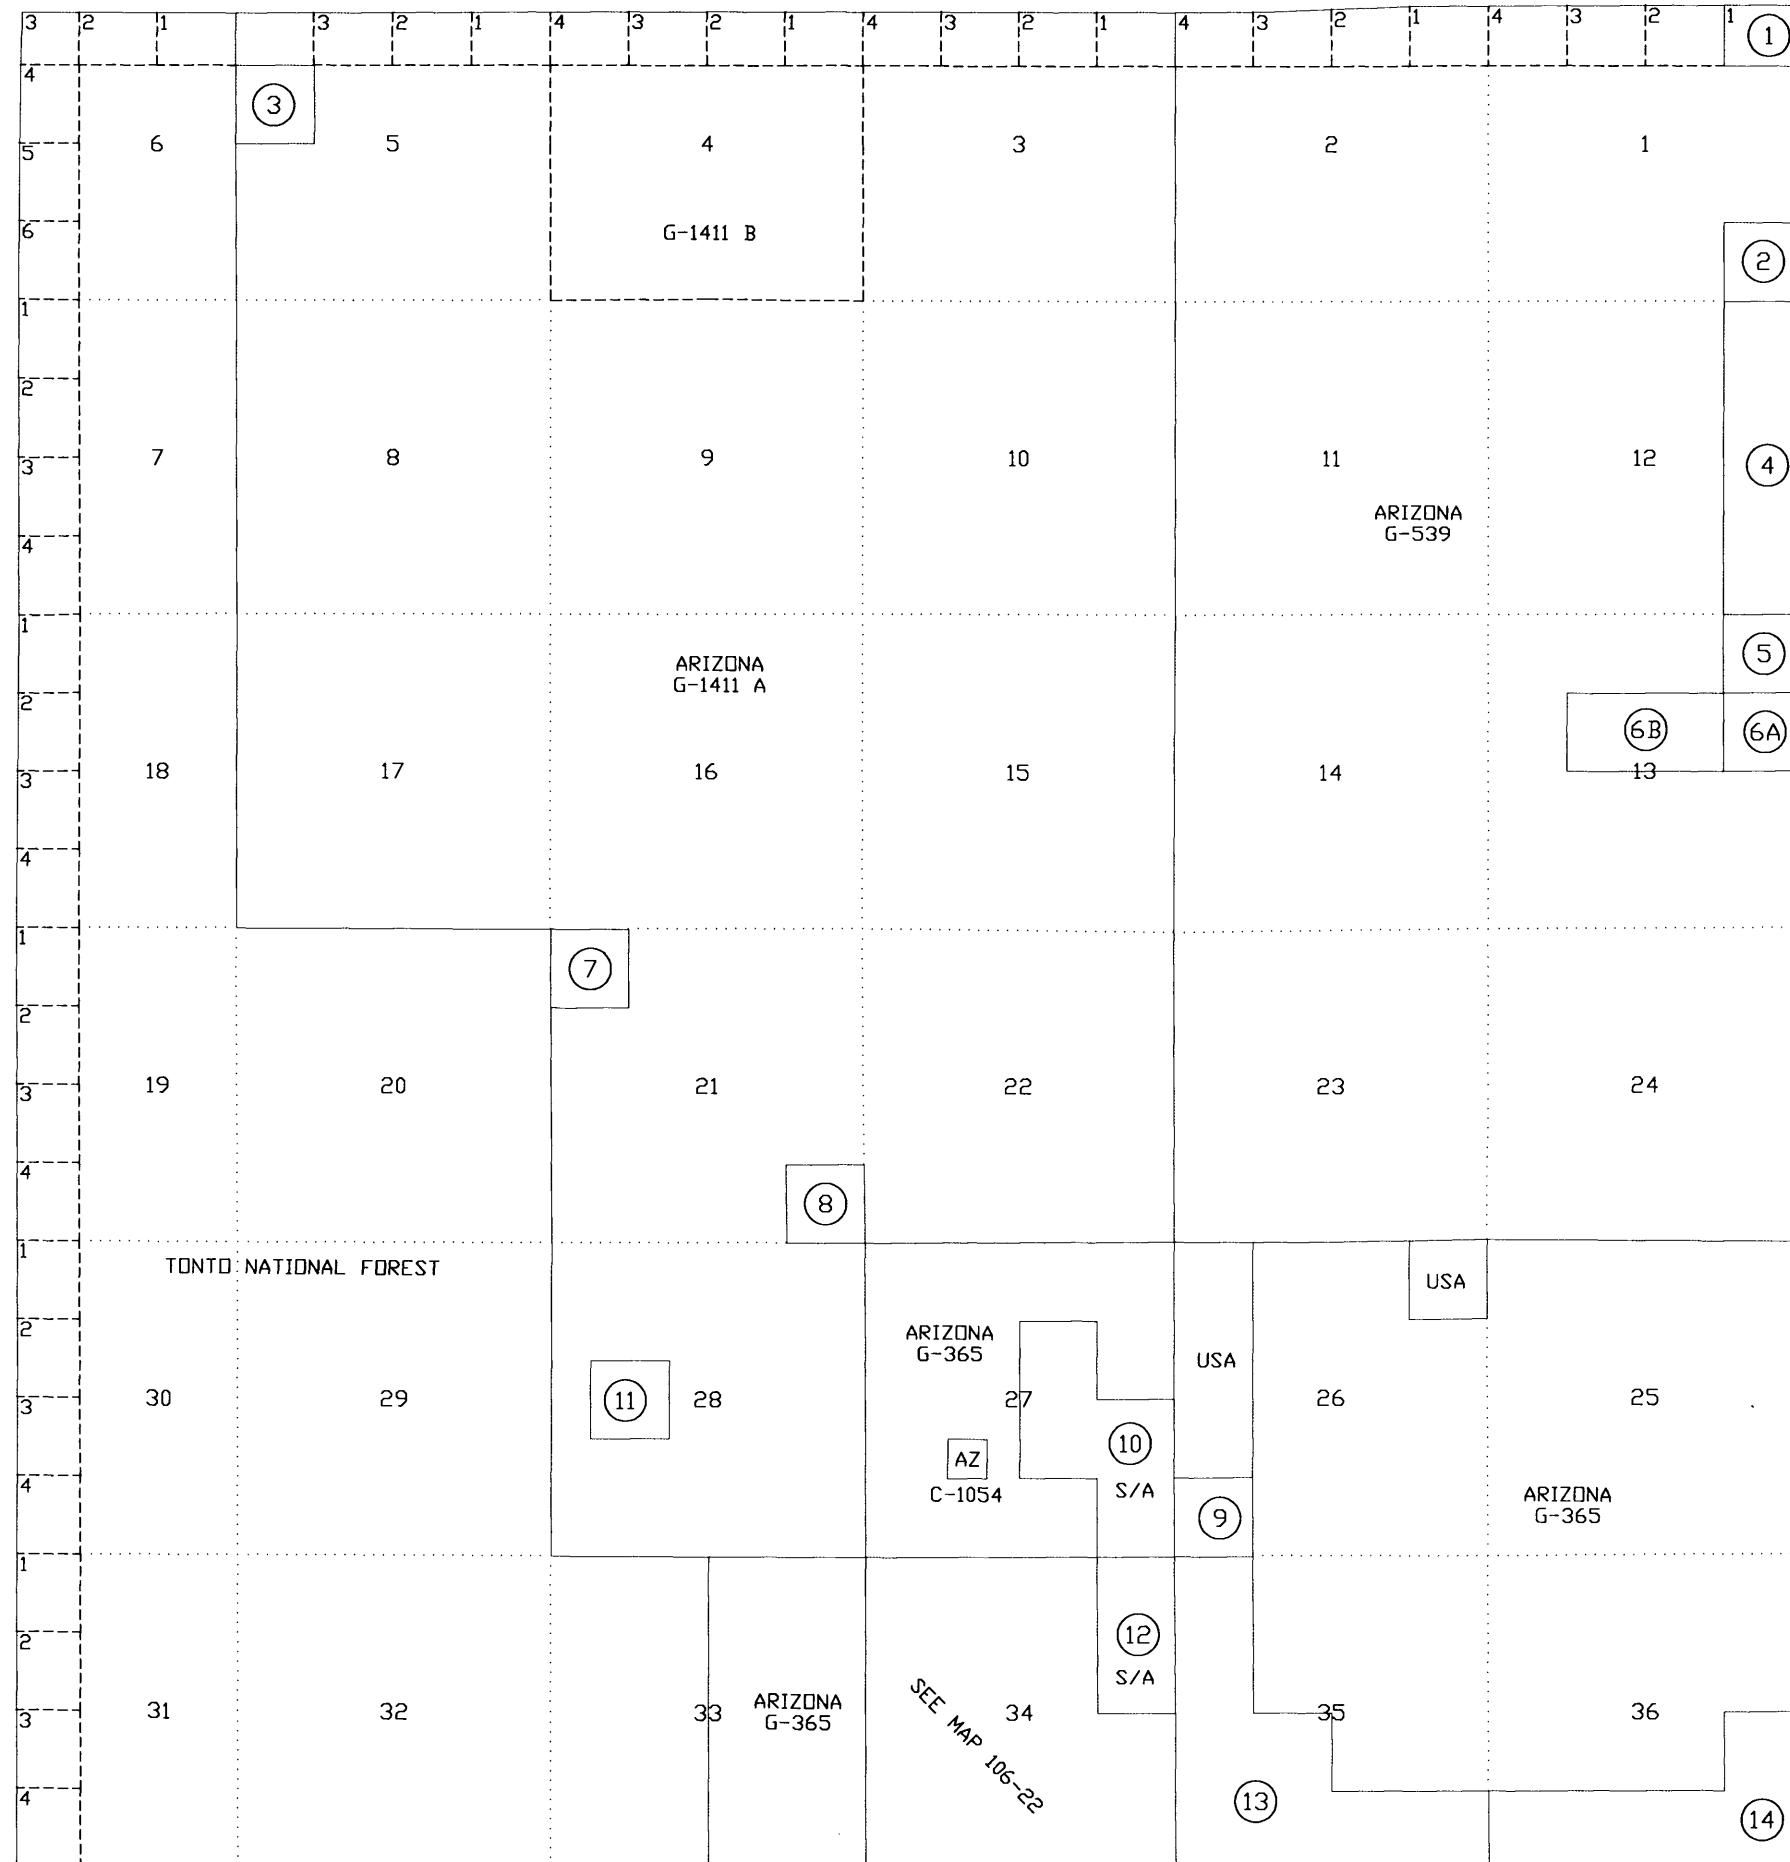 3 2 1 3 2 1 4 3 2 1 4 3 2 1 4 3 2 1 4 3 2 1 1
4
3
6 5 4 3 2 1
5
6
G-1411 B
2
1
2
7 8 9 10 11 12 4
3
ARIZONA
G-539
4
1
5
ARIZONA
G-1411 A
2
6B 6A
18 17 16 15 14 13
3
4
1
7
2
19 20 21 22 23 24
3
4
8
1
TONTO NATIONAL FOREST
USA
2
ARIZONA
G-365
USA
30 29 11 28 27 26 25
3
10
AZ
4
C-1054
S/A
ARIZONA
G-365
9
1
2
12
S/A
SEE MAP 106-22
ARIZONA
G-365
31 32 33 34 35 36
3
4
13
14